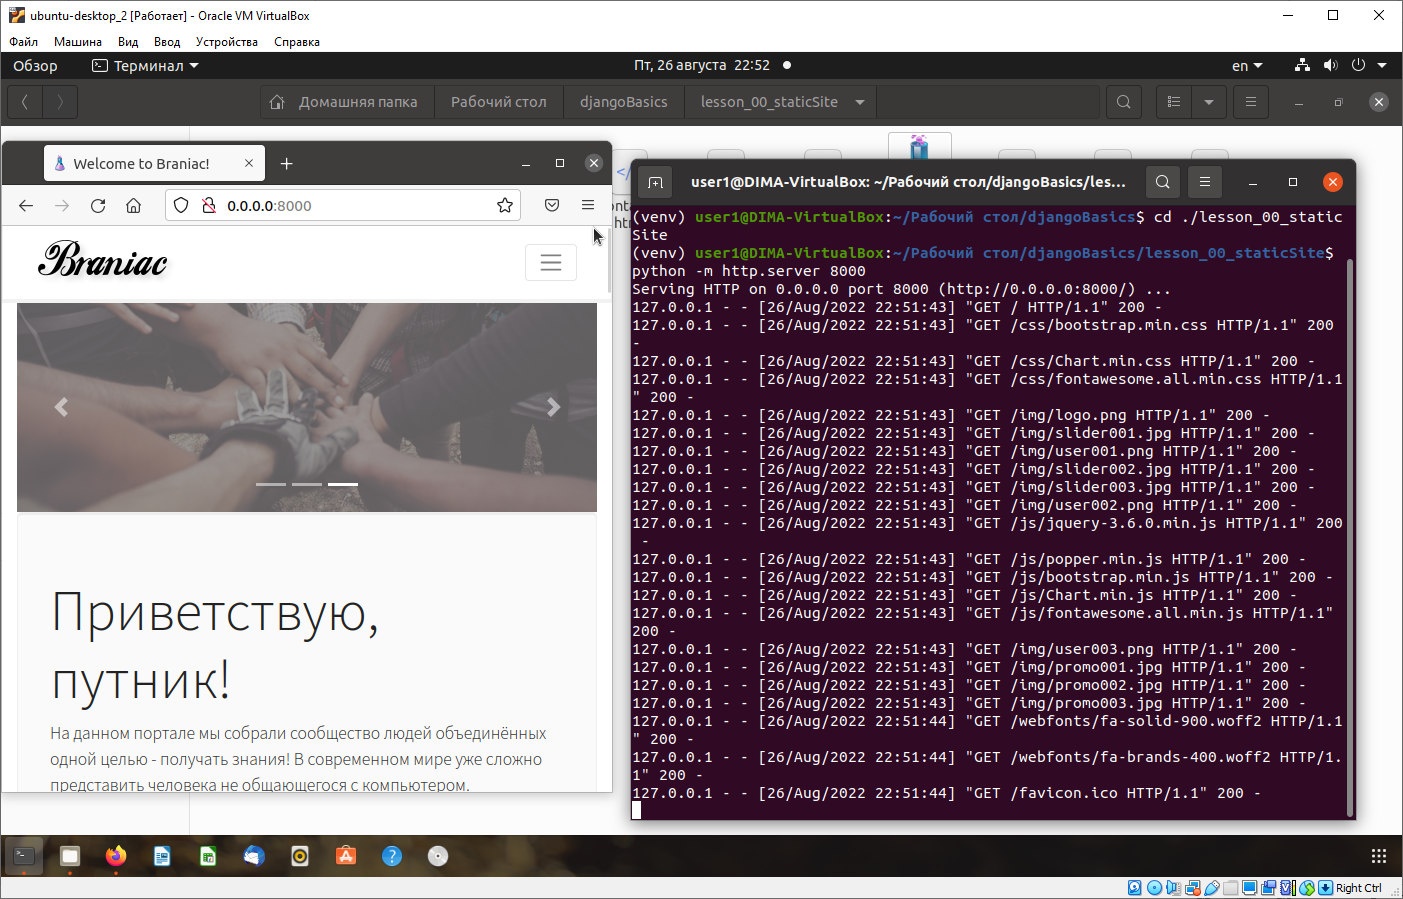 ubuntu-desktop_2 [Работает] - Oracle VM VirtualBox
Файл Машина Вид Ввод Устройства Справка
Обзор Терминал Пт, 26 августа 22:52 en
Домашняя папка Рабочий стол djangoBasics lesson_00_staticSite
Welcome to Braniac!
0.0.0.0:8000
Braniac
Приветствую,
путник!
На данном портале мы собрали сообщество людей объединённых
одной целью - получать знания! В современном мире уже сложно
представить человека не общающегося с компьютером.
user1@DIMA-VirtualBox: ~/Рабочий стол/djangoBasics/les...
(venv) user1@DIMA-VirtualBox:~/Рабочий стол/djangoBasics$ cd ./lesson_00_static
Site
(venv) user1@DIMA-VirtualBox:~/Рабочий стол/djangoBasics/lesson_00_staticSite$
python -m http.server 8000
Serving HTTP on 0.0.0.0 port 8000 (http://0.0.0.0:8000/) ...
127.0.0.1 - - [26/Aug/2022 22:51:43] "GET / HTTP/1.1" 200 -
127.0.0.1 - - [26/Aug/2022 22:51:43] "GET /css/bootstrap.min.css HTTP/1.1" 200
-
127.0.0.1 - - [26/Aug/2022 22:51:43] "GET /css/Chart.min.css HTTP/1.1" 200 -
127.0.0.1 - - [26/Aug/2022 22:51:43] "GET /css/fontawesome.all.min.css HTTP/1.1
" 200 -
127.0.0.1 - - [26/Aug/2022 22:51:43] "GET /img/logo.png HTTP/1.1" 200 -
127.0.0.1 - - [26/Aug/2022 22:51:43] "GET /img/slider001.jpg HTTP/1.1" 200 -
127.0.0.1 - - [26/Aug/2022 22:51:43] "GET /img/user001.png HTTP/1.1" 200 -
127.0.0.1 - - [26/Aug/2022 22:51:43] "GET /img/slider002.jpg HTTP/1.1" 200 -
127.0.0.1 - - [26/Aug/2022 22:51:43] "GET /img/slider003.jpg HTTP/1.1" 200 -
127.0.0.1 - - [26/Aug/2022 22:51:43] "GET /img/user002.png HTTP/1.1" 200 -
127.0.0.1 - - [26/Aug/2022 22:51:43] "GET /js/jquery-3.6.0.min.js HTTP/1.1" 200
-
127.0.0.1 - - [26/Aug/2022 22:51:43] "GET /js/popper.min.js HTTP/1.1" 200 -
127.0.0.1 - - [26/Aug/2022 22:51:43] "GET /js/bootstrap.min.js HTTP/1.1" 200 -
127.0.0.1 - - [26/Aug/2022 22:51:43] "GET /js/Chart.min.js HTTP/1.1" 200 -
127.0.0.1 - - [26/Aug/2022 22:51:43] "GET /js/fontawesome.all.min.js HTTP/1.1"
200 -
127.0.0.1 - - [26/Aug/2022 22:51:43] "GET /img/user003.png HTTP/1.1" 200 -
127.0.0.1 - - [26/Aug/2022 22:51:43] "GET /img/promo001.jpg HTTP/1.1" 200 -
127.0.0.1 - - [26/Aug/2022 22:51:43] "GET /img/promo002.jpg HTTP/1.1" 200 -
127.0.0.1 - - [26/Aug/2022 22:51:43] "GET /img/promo003.jpg HTTP/1.1" 200 -
127.0.0.1 - - [26/Aug/2022 22:51:44] "GET /webfonts/fa-solid-900.woff2 HTTP/1.1
" 200 -
127.0.0.1 - - [26/Aug/2022 22:51:44] "GET /webfonts/fa-brands-400.woff2 HTTP/1.
1" 200 -
127.0.0.1 - - [26/Aug/2022 22:51:44] "GET /favicon.ico HTTP/1.1" 200 -
Right Ctrl